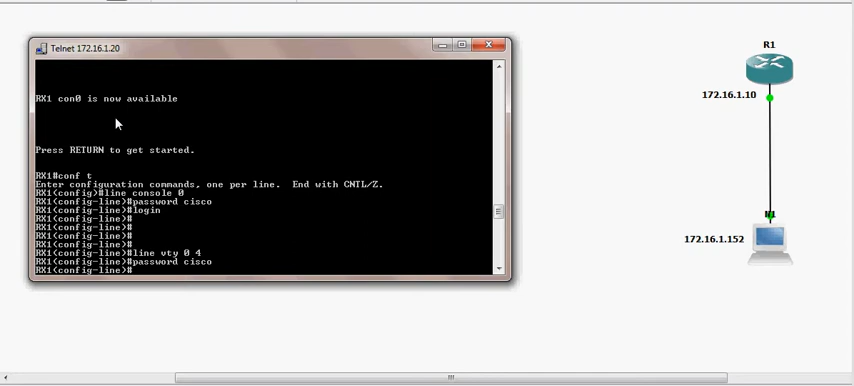 Telnet 172.16.1.20
RX1 con0 is now available
Press RETURN to get started.
RX1#conf t
Enter configuration commands, one per line.  End with CNTL/Z.
RX1(config)#line console 0
RX1(config-line)#password cisco
RX1(config-line)#login
RX1(config-line)#
RX1(config-line)#
RX1(config-line)#
RX1(config-line)#
RX1(config-line)#line vty 0 4
RX1(config-line)#password cisco
RX1(config-line)#
R1
172.16.1.10
172.16.1.152